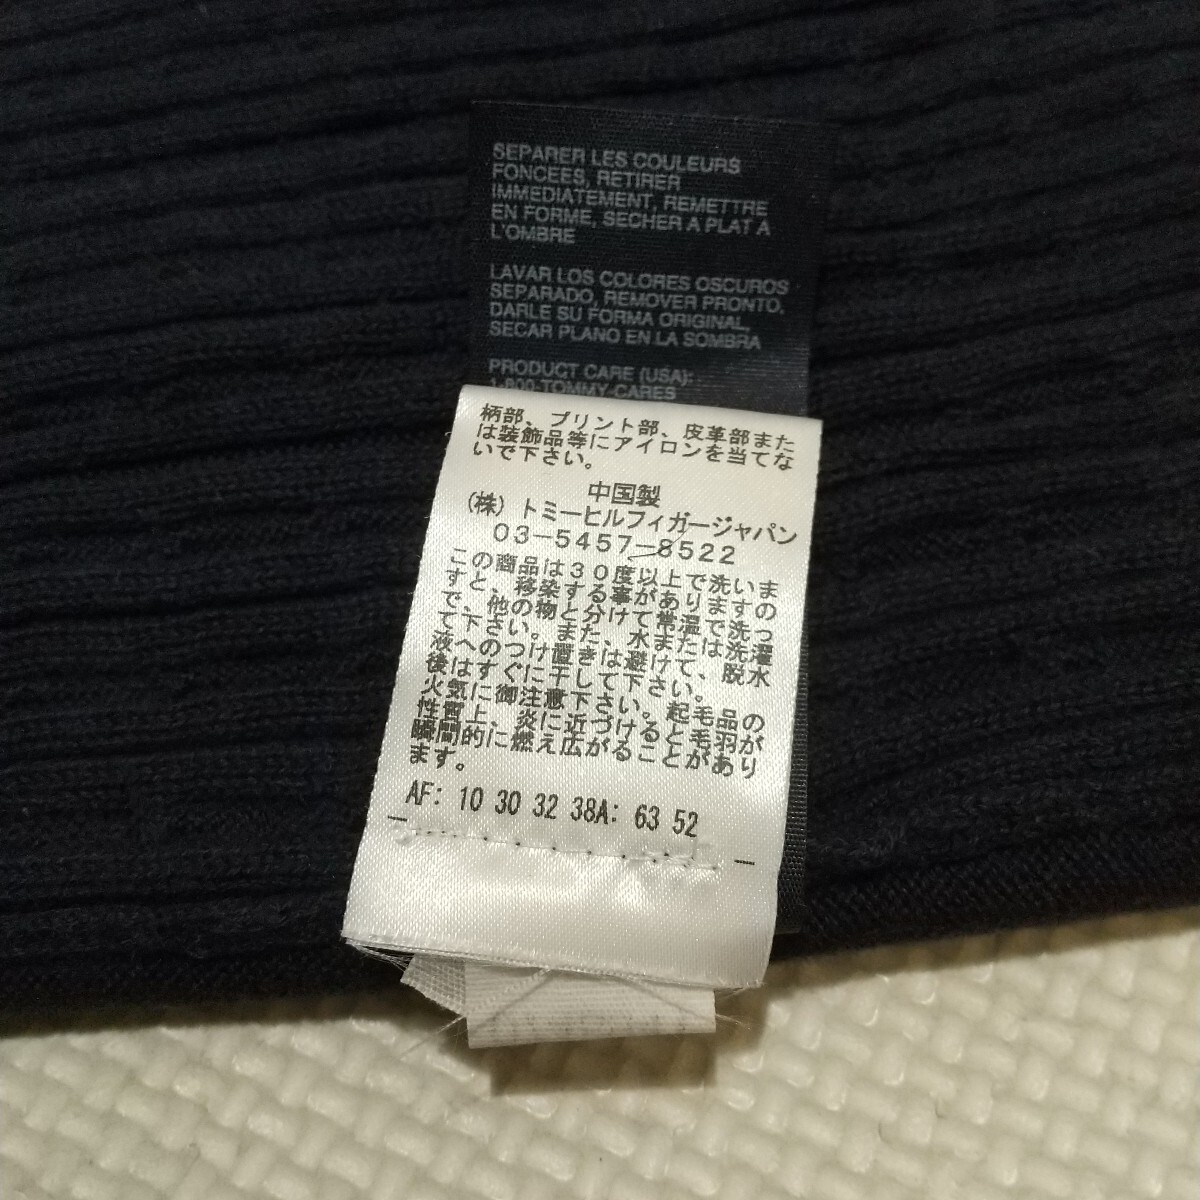 SEPARER LES COULEURS
FONCEES, RETIRER
IMMEDIATEMENT, REMETTRE
EN FORME, SECHER A PLAT A
L'OMBRE
LAVAR LOS COLORES OSCUROS
SEPARADO, REMOVER PRONTO,
DARLE SU FORMA ORIGINAL,
SECAR PLANO EN LA SOMBRA
PRODUCT CARE (USA):
1-800-TOMMY-CARES
柄部、プリント部、皮革部また
は装飾品等にアイロンを当てな
いで下さい。
中国製
(株)トミーヒルフィガージャパン
03-5457-8522
この商品は30度以上で洗いま
すと、移染する事がありますの
で、他の物と分けて常温で洗っ
て下さい。また、水または洗濯
液へのつけ置きは避けて、脱水
後はすぐに干して下さい。
火気に御注意下さい。起毛品の
性質上、炎に近づけると毛羽が
瞬間的に燃え広がることがあり
ます。
AF: 10 30 32 38A: 63 52